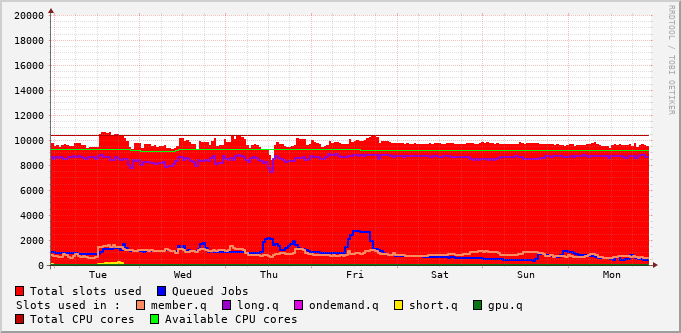 RRDTOOL / TOBI OETIKER
20000
18000
16000
14000
12000
10000
8000
6000
4000
2000
0
Tue Wed Thu Fri Sat Sun Mon
Total slots used Queued Jobs
Slots used in : member.q long.q ondemand.q short.q gpu.q
Total CPU cores Available CPU cores